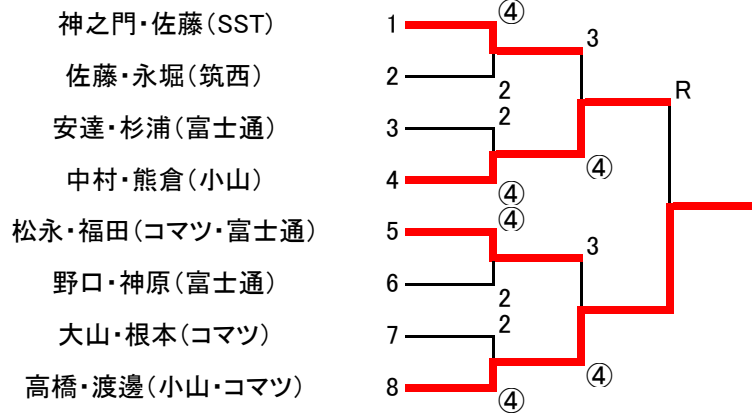 神之門・佐藤(SST) 1 ④
3
佐藤・永堀(筑西) 2 2
R
安達・杉浦(富士通) 3 2
④
中村・熊倉(小山) 4 ④
松永・福田(コマツ・富士通) 5 ④
3
野口・神原(富士通) 6 2
大山・根本(コマツ) 7 2
④
高橋・渡邊(小山・コマツ) 8 ④